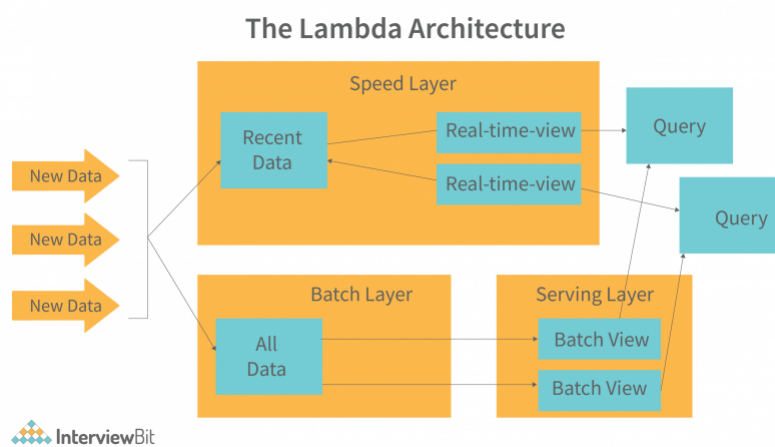 The Lambda Architecture
Speed Layer
Recent
Data
Real-time-view
Real-time-view
Query
Query
New Data
New Data
New Data
Batch Layer
All
Data
Serving Layer
Batch View
Batch View
InterviewBit